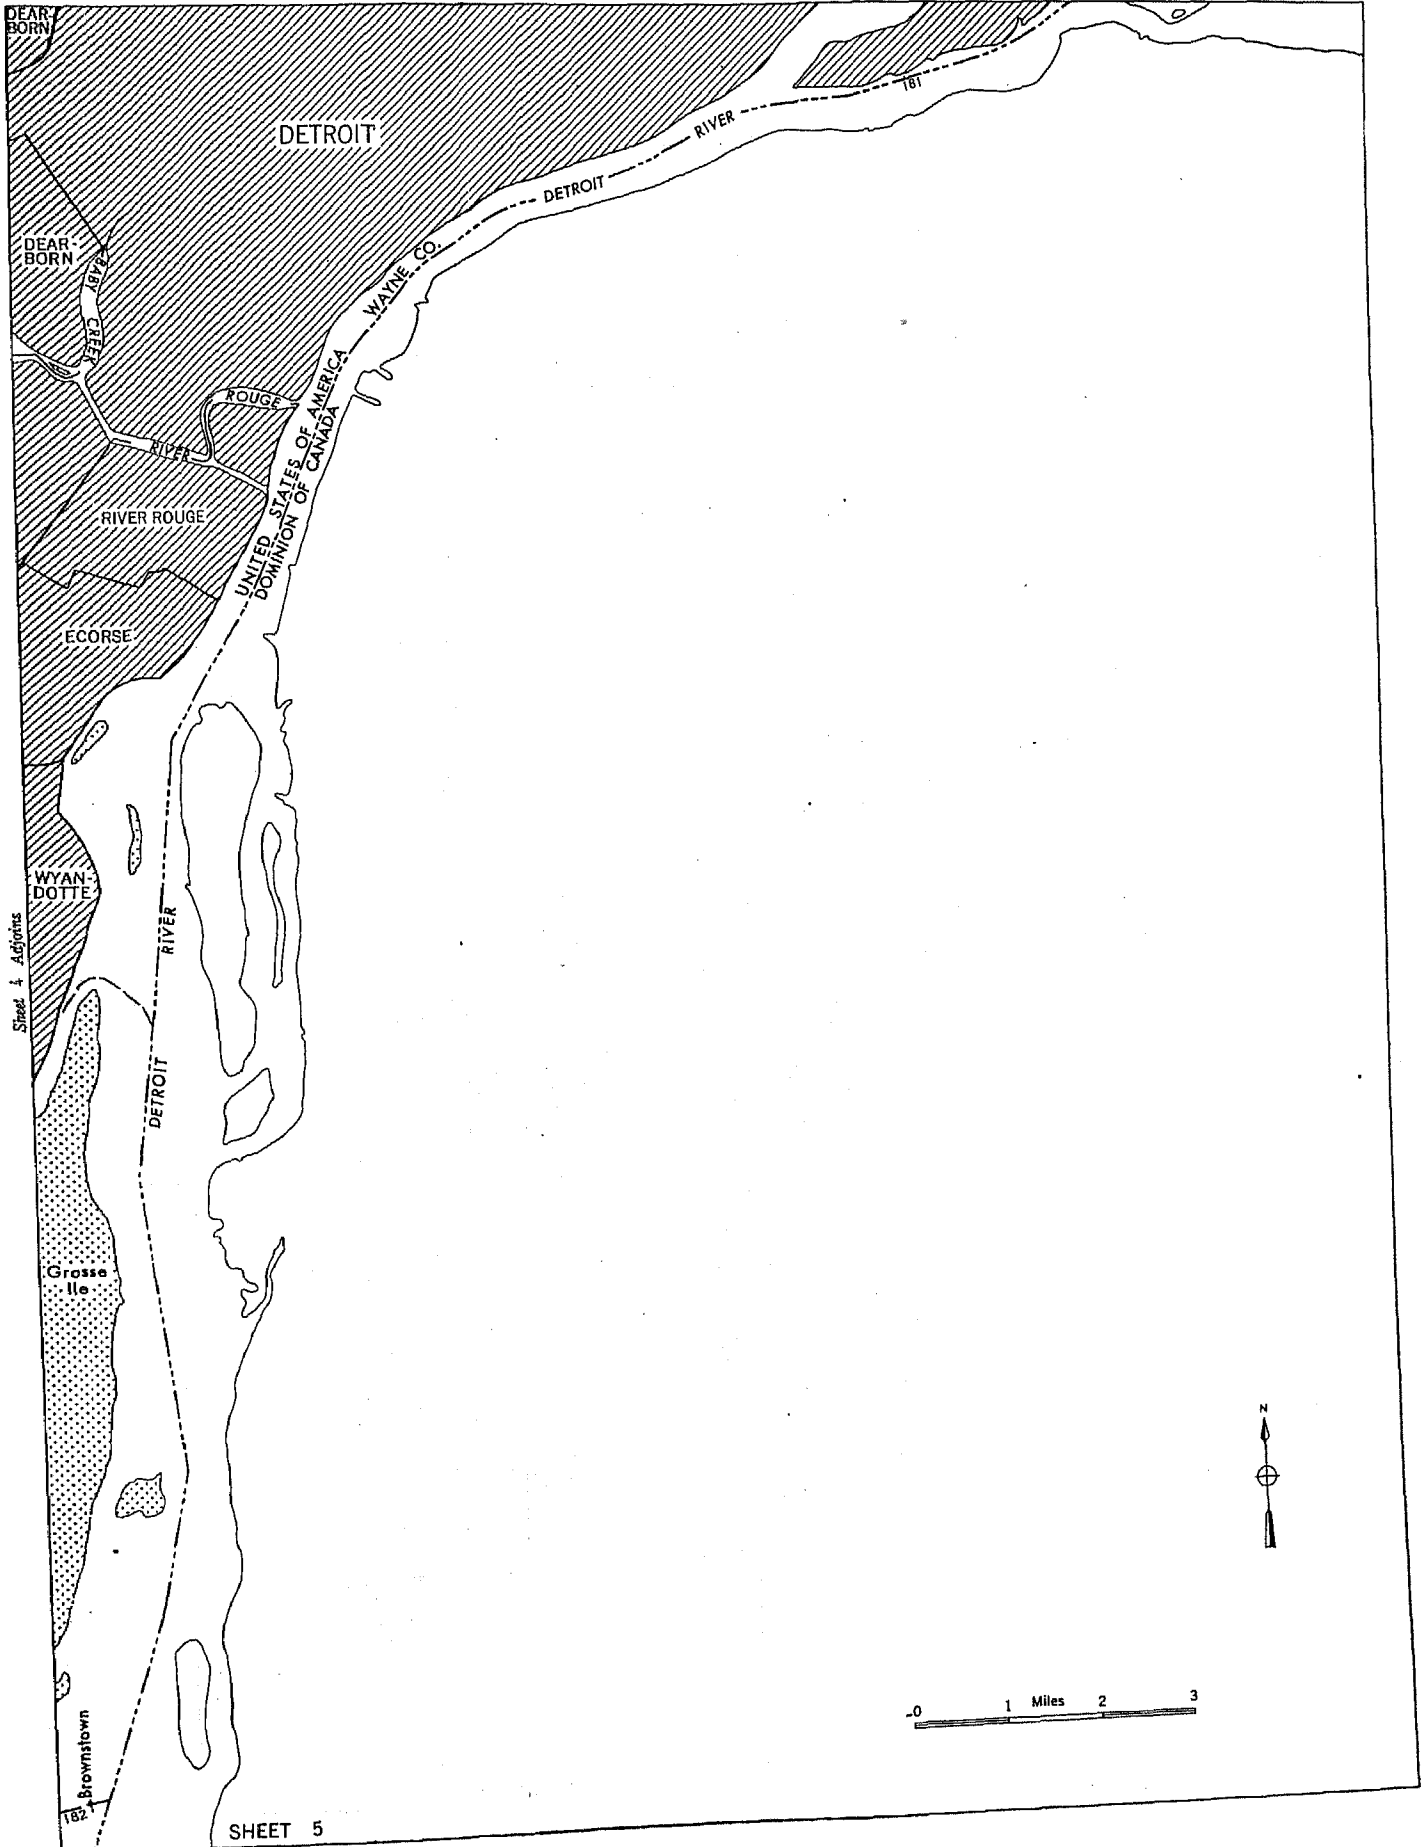 DEAR-
BORN
DETROIT
181
RIVER
DETROIT
DEAR-
BORN
BABY CREEK
WAYNE CO.
ROUGE
RIVER
UNITED STATES OF AMERICA
DOMINION OF CANADA
RIVER ROUGE
ECORSE
WYAN-
DOTTE
RIVER
Sheet 4 Adjoins
DETROIT
Grosse
Ile
N
0 1 Miles 2 3
Brownstown
182
SHEET 5